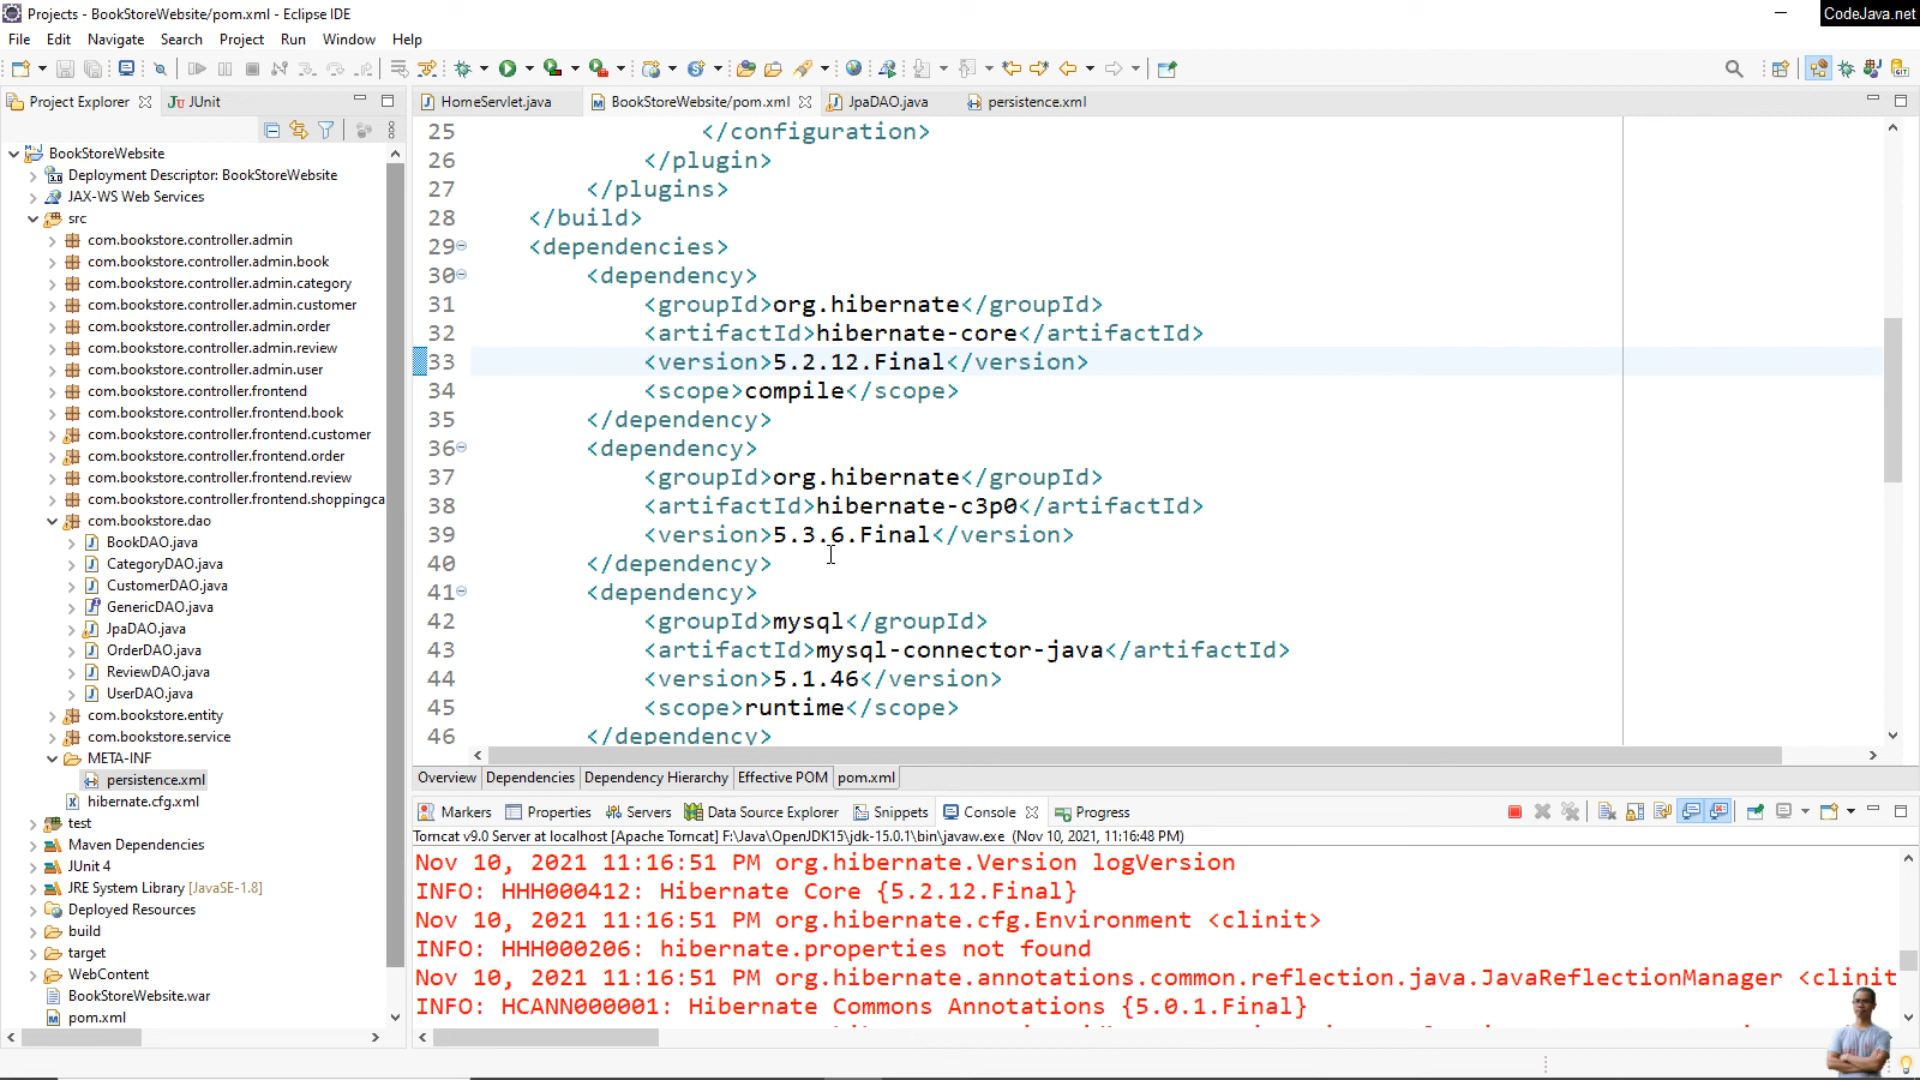 Projects - BookStoreWebsite/pom.xml - Eclipse IDE
CodeJava.net
File Edit Navigate Search Project Run Window Help
Project Explorer
JUnit
HomeServlet.java
BookStoreWebsite/pom.xml
JpaDAO.java
persistence.xml
BookStoreWebsite
Deployment Descriptor: BookStoreWebsite
JAX-WS Web Services
src
com.bookstore.controller.admin
com.bookstore.controller.admin.book
com.bookstore.controller.admin.category
com.bookstore.controller.admin.customer
com.bookstore.controller.admin.order
com.bookstore.controller.admin.review
com.bookstore.controller.admin.user
com.bookstore.controller.frontend
com.bookstore.controller.frontend.book
com.bookstore.controller.frontend.customer
com.bookstore.controller.frontend.order
com.bookstore.controller.frontend.review
com.bookstore.controller.frontend.shoppingca
com.bookstore.dao
BookDAO.java
CategoryDAO.java
CustomerDAO.java
GenericDAO.java
JpaDAO.java
OrderDAO.java
ReviewDAO.java
UserDAO.java
com.bookstore.entity
com.bookstore.service
META-INF
persistence.xml
hibernate.cfg.xml
test
Maven Dependencies
JUnit 4
JRE System Library [JavaSE-1.8]
Deployed Resources
build
target
WebContent
BookStoreWebsite.war
pom.xml
25 </configuration>
26 </plugin>
27 </plugins>
28 </build>
29 <dependencies>
30 <dependency>
31 <groupId>org.hibernate</groupId>
32 <artifactId>hibernate-core</artifactId>
33 <version>5.2.12.Final</version>
34 <scope>compile</scope>
35 </dependency>
36 <dependency>
37 <groupId>org.hibernate</groupId>
38 <artifactId>hibernate-c3p0</artifactId>
39 <version>5.3.6.Final</version>
40 </dependency>
41 <dependency>
42 <groupId>mysql</groupId>
43 <artifactId>mysql-connector-java</artifactId>
44 <version>5.1.46</version>
45 <scope>runtime</scope>
46 </dependency>
Overview Dependencies Dependency Hierarchy Effective POM pom.xml
Markers Properties Servers Data Source Explorer Snippets Console Progress
Tomcat v9.0 Server at localhost [Apache Tomcat] F:\Java\OpenJDK15\jdk-15.0.1\bin\javaw.exe (Nov 10, 2021, 11:16:48 PM)
Nov 10, 2021 11:16:51 PM org.hibernate.Version logVersion
INFO: HHH000412: Hibernate Core {5.2.12.Final}
Nov 10, 2021 11:16:51 PM org.hibernate.cfg.Environment <clinit>
INFO: HHH000206: hibernate.properties not found
Nov 10, 2021 11:16:51 PM org.hibernate.annotations.common.reflection.java.JavaReflectionManager <clinit
INFO: HCANN000001: Hibernate Commons Annotations {5.0.1.Final}